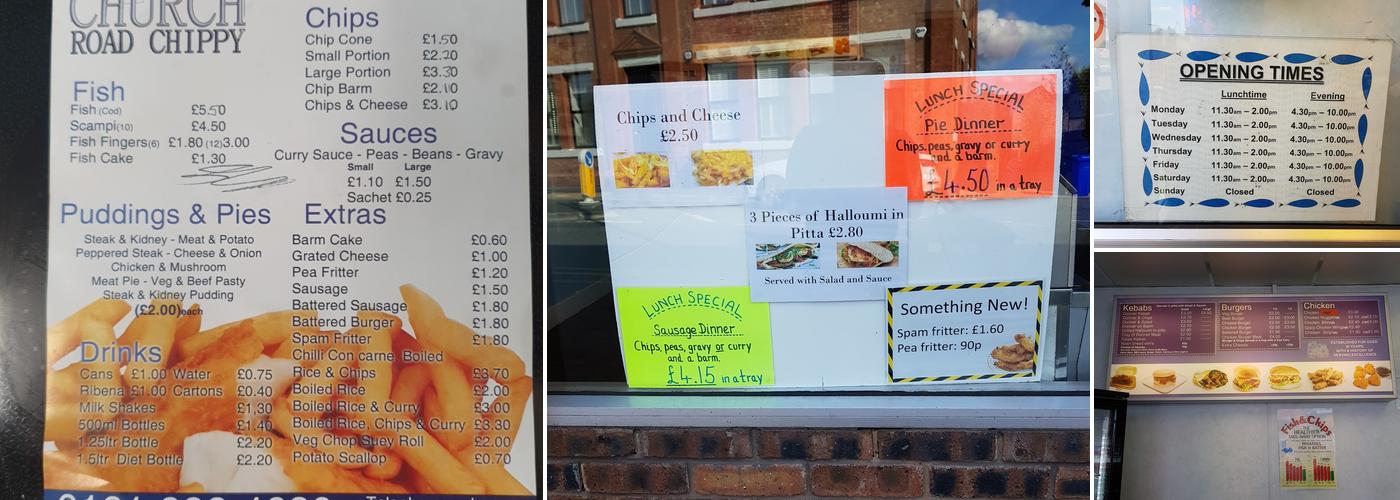 CHURCH
ROAD CHIPPY
Fish
Fish (Cod) £5.50
Scampi(10) £4.50
Fish Fingers(6) £1.80 (12)3.00
Fish Cake £1.30
Chips
Chip Cone £1.50
Small Portion £2.20
Large Portion £3.30
Chip Barm £2.10
Chips & Cheese £3.10
Sauces
Curry Sauce - Peas - Beans - Gravy
Small Large
£1.10 £1.50
Sachet £0.25
Puddings & Pies
Steak & Kidney - Meat & Potato
Peppered Steak - Cheese & Onion
Chicken & Mushroom
Meat Pie - Veg & Beef Pasty
Steak & Kidney Pudding
(£2.00)each
Drinks
Cans £1.00 Water £0.75
Ribena £1.00 Cartons £0.40
Milk Shakes £1,30
500ml Bottles £1.40
1.25ltr Bottle £2.20
1.5ltr Diet Bottle £2.20
Extras
Barm Cake £0.60
Grated Cheese £1.00
Pea Fritter £1.20
Sausage £1.50
Battered Sausage £1.80
Battered Burger £1.80
Spam Fritter £1.80
Chilli Con carne, Boiled
Rice & Chips £3.70
Boiled Rice £2.00
Boiled Rice & Curry £3.00
Boiled Rice, Chips & Curry £3.30
Veg Chop Suey Roll £2.00
Potato Scallop £0.70
Chips and Cheese
£2.50
LUNCH SPECIAL
Pie Dinner
Chips, peas, gravy or curry
and a barm.
£4.50 in a tray
3 Pieces of Halloumi in
Pitta £2.80
Served with Salad and Sauce
LUNCH SPECIAL
Sausage Dinner
Chips, peas, gravy or curry
and a barm.
£4.15 in a tray
Something New!
Spam fritter: £1.60
Pea fritter: 90p
OPENING TIMES
Lunchtime Evening
Monday 11.30am – 2.00pm 4.30pm – 10.00pm
Tuesday 11.30am – 2.00pm 4.30pm – 10.00pm
Wednesday 11.30am – 2.00pm 4.30pm – 10.00pm
Thursday 11.30am – 2.00pm 4.30pm – 10.00pm
Friday 11.30am – 2.00pm 4.30pm – 10.00pm
Saturday 11.30am – 2.00pm 4.30pm – 10.00pm
Sunday Closed Closed
Kebabs
Burgers
Chicken
Fish & Chips
THE
HEALTHIER
TAKE-AWAY OPTION